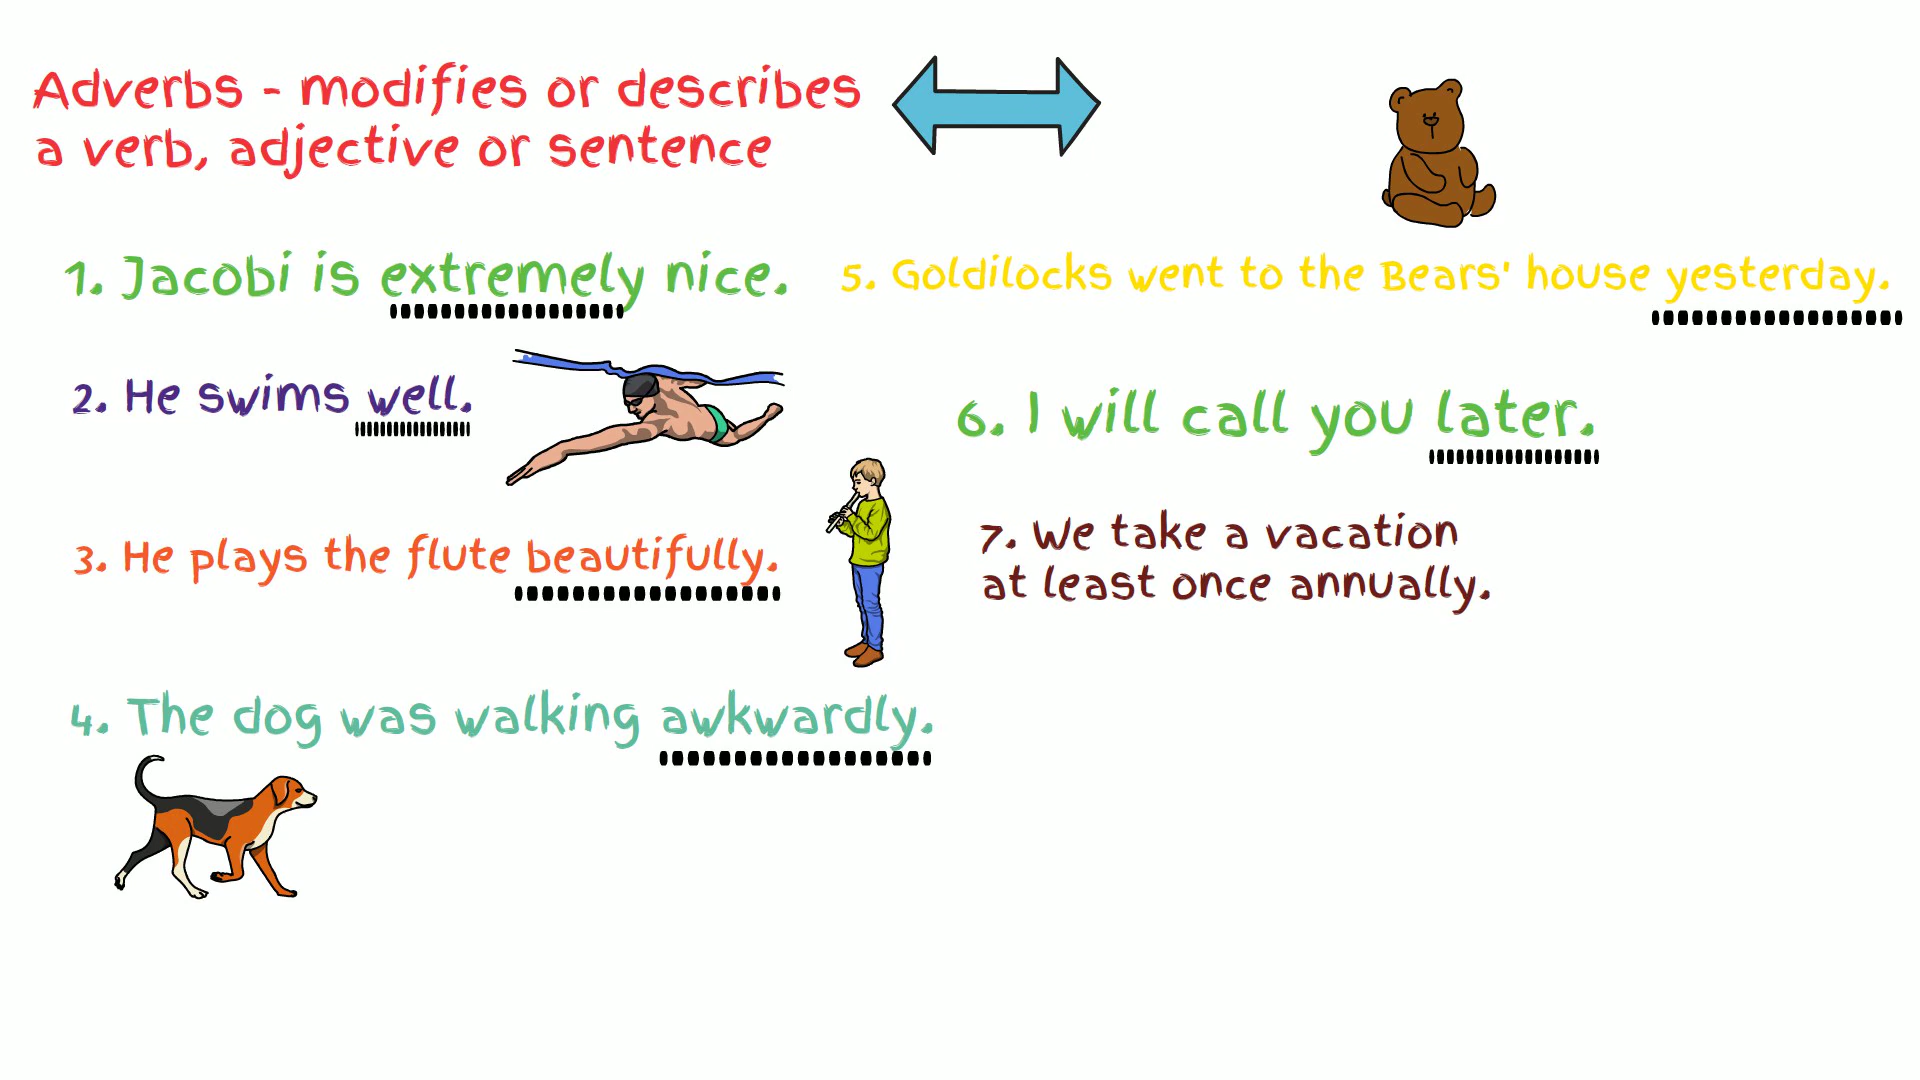 Adverbs - modifies or describes
a verb, adjective or sentence
1. Jacobi is extremely nice.
2. He swims well.
3. He plays the flute beautifully.
4. The dog was walking awkwardly.
5. Goldilocks went to the Bears' house yesterday.
6. I will call you later.
7. We take a vacation
at least once annually.